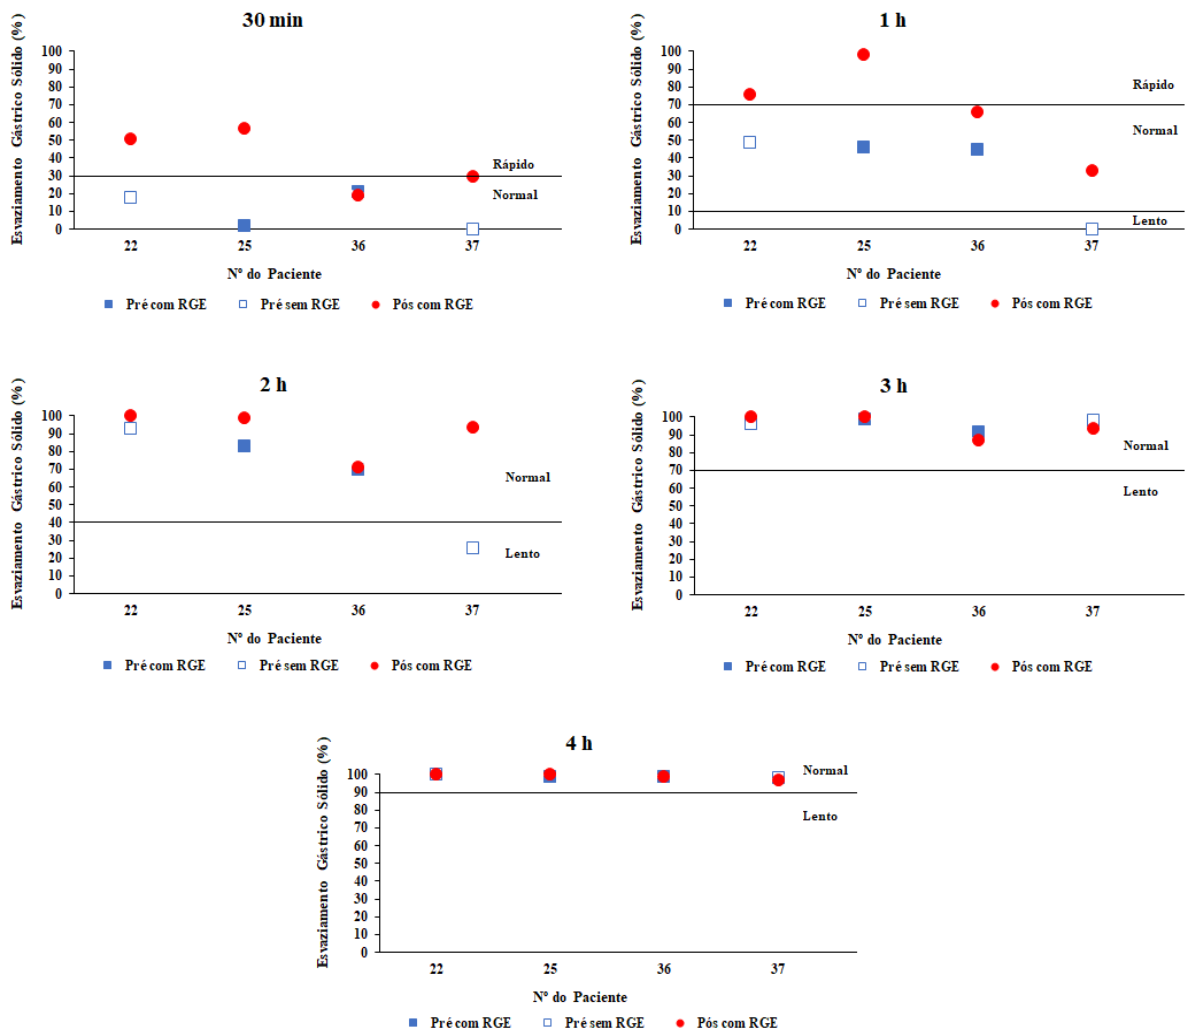 30 min
Esvaziamento Gástrico Sólido (%)
100
90
80
70
60
50
40
30
20
10
0
Rápido
Normal
22 25 36 37
Nº do Paciente
Pré com RGE Pré sem RGE Pós com RGE
1 h
Esvaziamento Gástrico Sólido (%)
100
90
80
70
60
50
40
30
20
10
0
Rápido
Normal
Lento
22 25 36 37
Nº do Paciente
Pré com RGE Pré sem RGE Pós com RGE
2 h
Esvaziamento Gástrico Sólido (%)
100
90
80
70
60
50
40
30
20
10
0
Normal
Lento
22 25 36 37
Nº do Paciente
Pré com RGE Pré sem RGE Pós com RGE
3 h
Esvaziamento Gástrico Sólido (%)
100
90
80
70
60
50
40
30
20
10
0
Normal
Lento
22 25 36 37
Nº do Paciente
Pré com RGE Pré sem RGE Pós com RGE
4 h
Esvaziamento Gástrico Sólido (%)
100
90
80
70
60
50
40
30
20
10
0
Normal
Lento
22 25 36 37
Nº do Paciente
Pré com RGE Pré sem RGE Pós com RGE